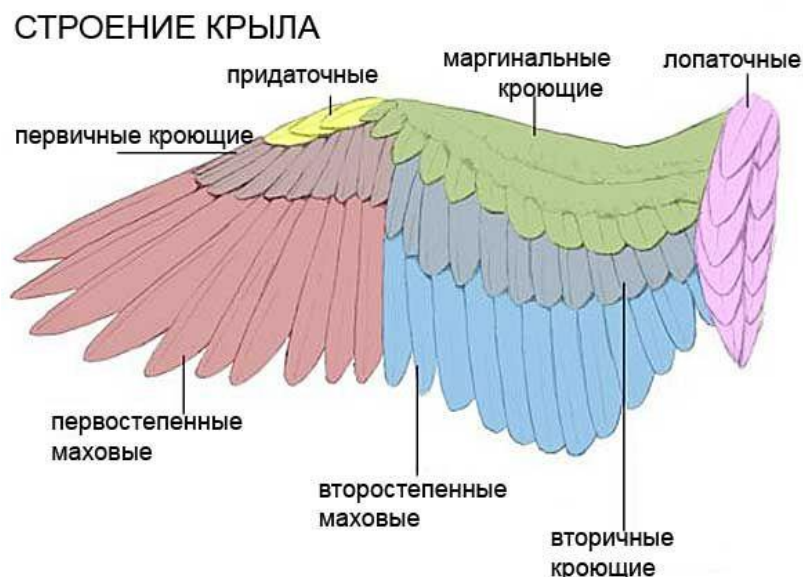 СТРОЕНИЕ КРЫЛА
придаточные
маргинальные
кроющие
лопаточные
первичные кроющие
первостепенные
маховые
второстепенные
маховые
вторичные
кроющие